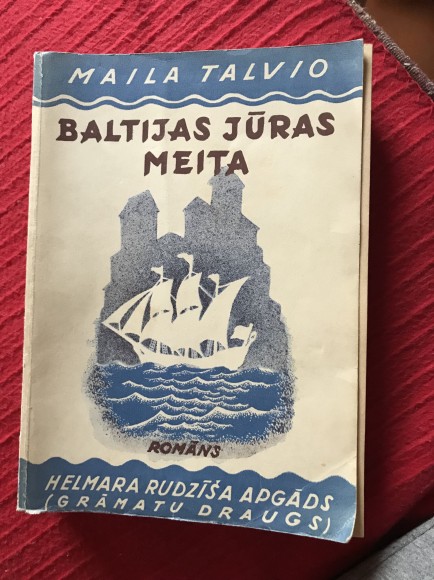 MAILA TALVIO
BALTIJAS JŪRAS
MEITA
ROMĀNS
HELMARA RUDZĪŠA APGĀDS
(GRĀMATU DRAUGS)